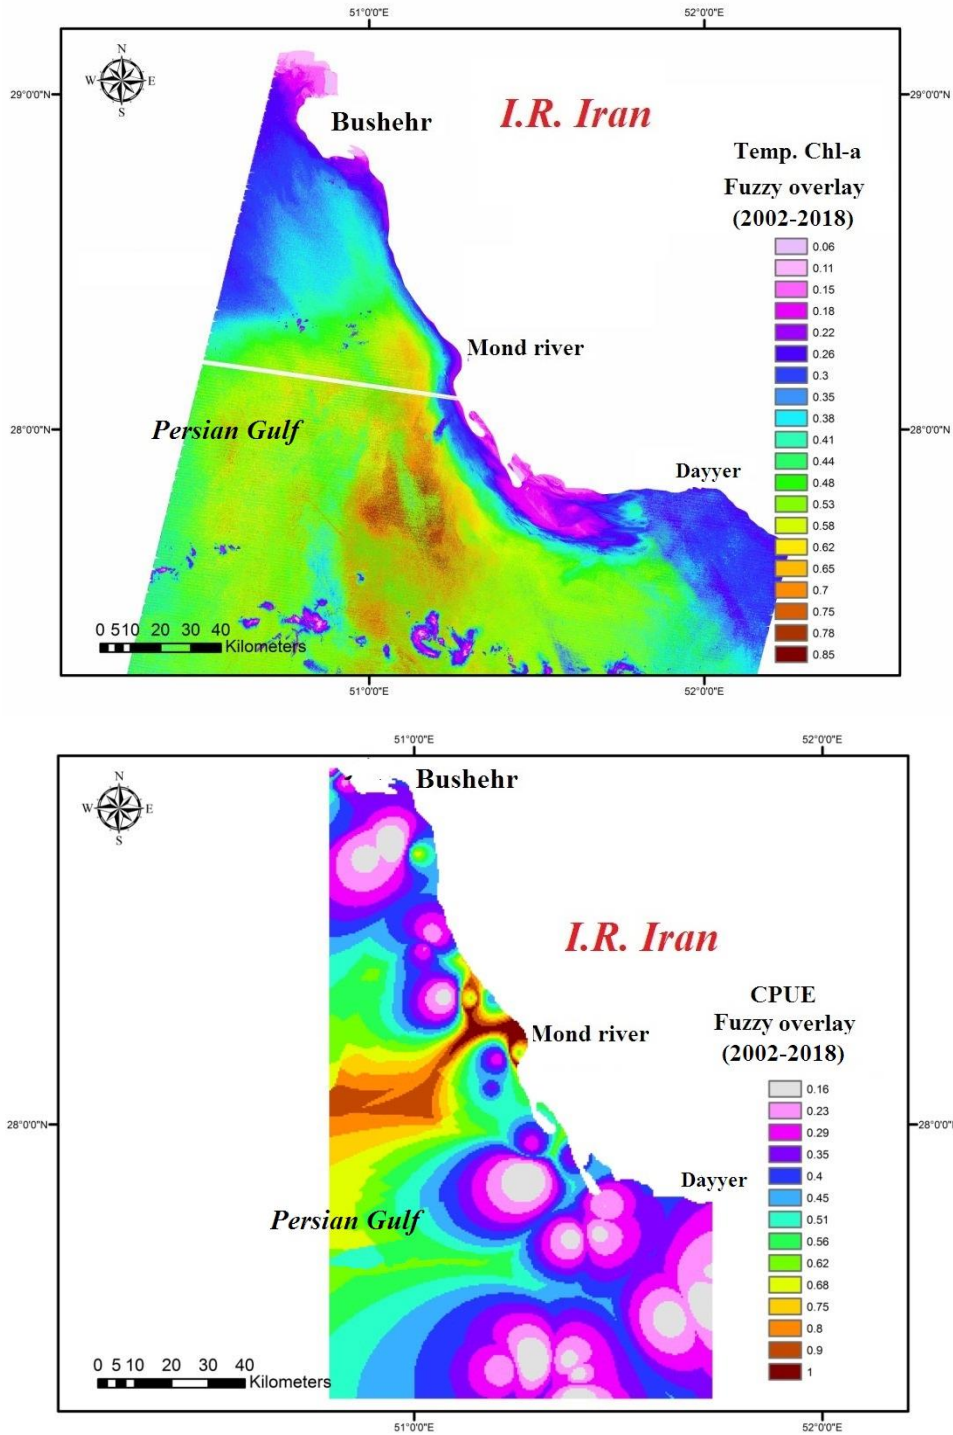 51°0'0"E 52°0'0"E
N
W E
S
29°0'0"N 29°0'0"N
Bushehr
I.R. Iran
Temp. Chl-a
Fuzzy overlay
(2002-2018)
0.06
0.11
0.15
0.18
0.22
0.26
0.3
0.35
0.38
0.41
0.44
0.48
0.53
0.58
0.62
0.65
0.7
0.75
0.78
0.85
Mond river
28°0'0"N 28°0'0"N
Persian Gulf
Dayyer
0 5 10 20 30 40
Kilometers
51°0'0"E 52°0'0"E
51°0'0"E 52°0'0"E
N
W E
S
Bushehr
I.R. Iran
CPUE
Fuzzy overlay
(2002-2018)
0.16
0.23
0.29
0.35
0.4
0.45
0.51
0.56
0.62
0.68
0.75
0.8
0.9
1
Mond river
28°0'0"N 28°0'0"N
Dayyer
Persian Gulf
0 5 10 20 30 40
Kilometers
51°0'0"E 52°0'0"E